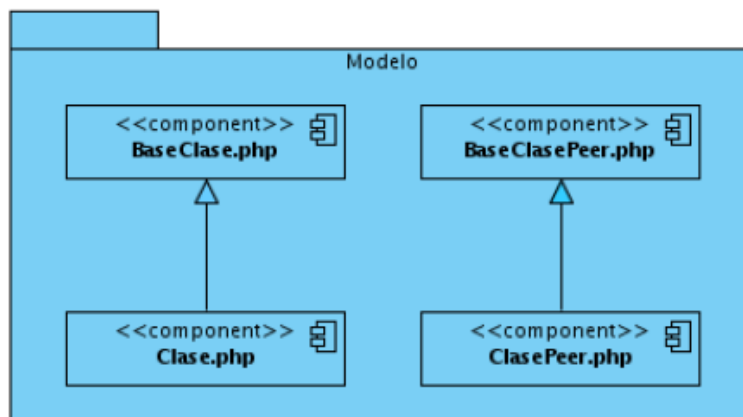 Modelo
<<component>>
BaseClase.php
<<component>>
BaseClasePeer.php
<<component>>
Clase.php
<<component>>
ClasePeer.php